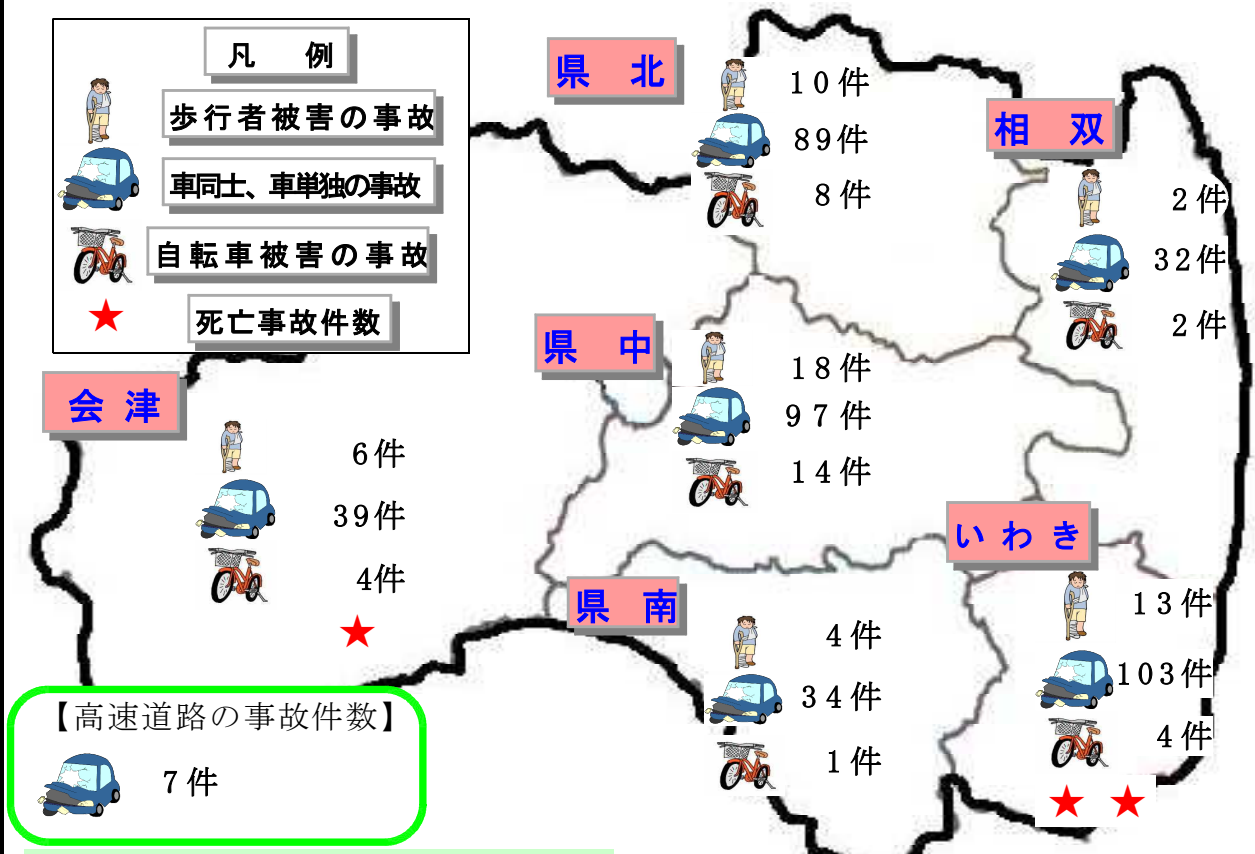 凡 例
歩行者被害の事故
車同士、車単独の事故
自転車被害の事故
★
死亡事故件数
県 北
10件
89件
8件
相 双
2件
32件
2件
県 中
18件
97件
14件
会 津
6件
39件
4件
★
いわき
13件
103件
4件
★ ★
県 南
4件
34件
1件
【高速道路の事故件数】
7件